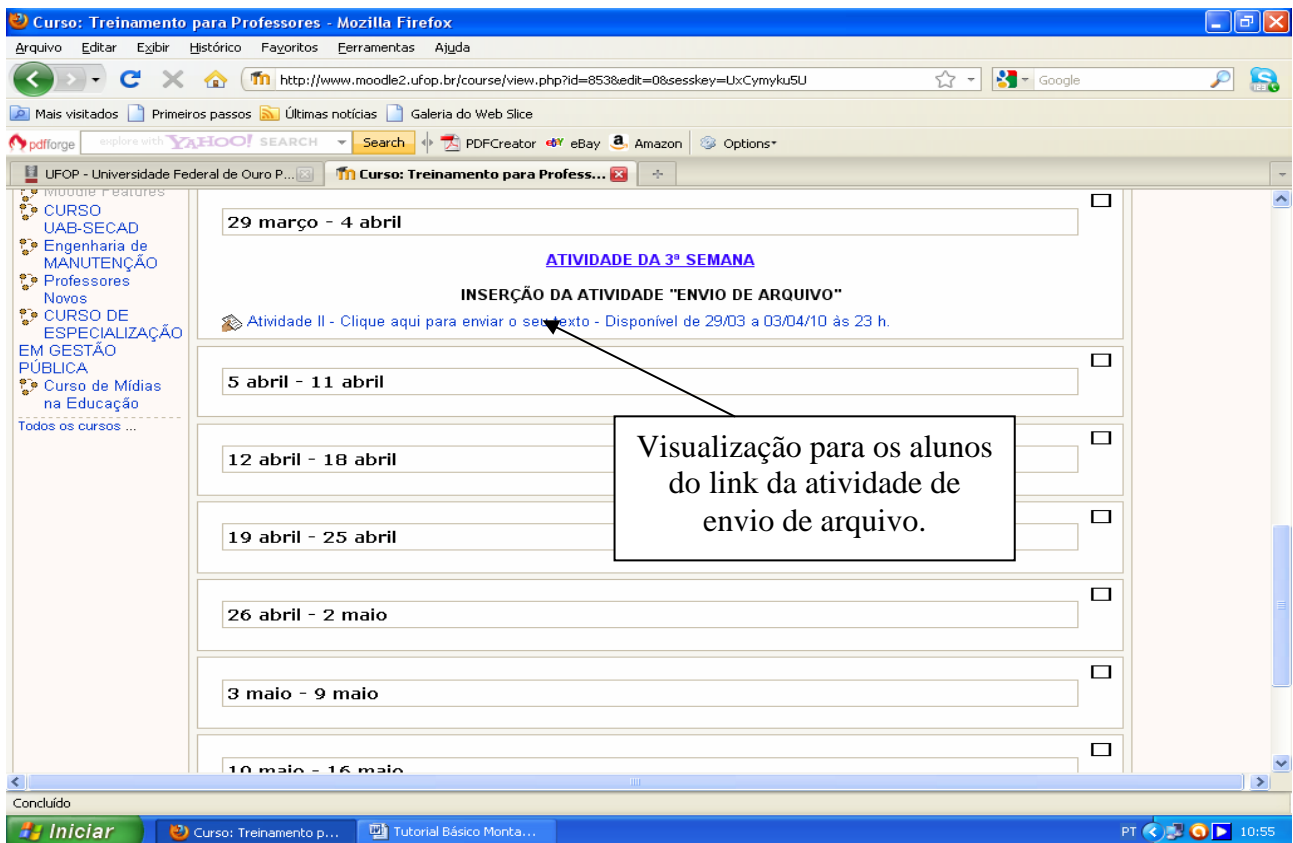 Curso: Treinamento para Professores - Mozilla Firefox
Arquivo Editar Exibir Histórico Favoritos Ferramentas Ajuda
http://www.moodle2.ufop.br/course/view.php?id=853&edit=0&sesskey=UxCymyku5U
Google
Mais visitados Primeiros passos Últimas notícias Galeria do Web Slice
pdfforge explore with YAHOO! SEARCH Search PDFCreator eBay Amazon Options
UFOP - Universidade Federal de Ouro P... Curso: Treinamento para Profess...
Moodle Features
CURSO
UAB-SECAD
Engenharia de
MANUTENÇÃO
Professores
Novos
CURSO DE
ESPECIALIZAÇÃO
EM GESTÃO
PÚBLICA
Curso de Mídias
na Educação
Todos os cursos ...
29 março - 4 abril
ATIVIDADE DA 3ª SEMANA
INSERÇÃO DA ATIVIDADE "ENVIO DE ARQUIVO"
Atividade II - Clique aqui para enviar o seu texto - Disponível de 29/03 a 03/04/10 às 23 h.
5 abril - 11 abril
12 abril - 18 abril
19 abril - 25 abril
26 abril - 2 maio
3 maio - 9 maio
10 maio - 16 maio
Visualização para os alunos
do link da atividade de
envio de arquivo.
Concluído
Iniciar Curso: Treinamento p... Tutorial Básico Monta... PT 10:55